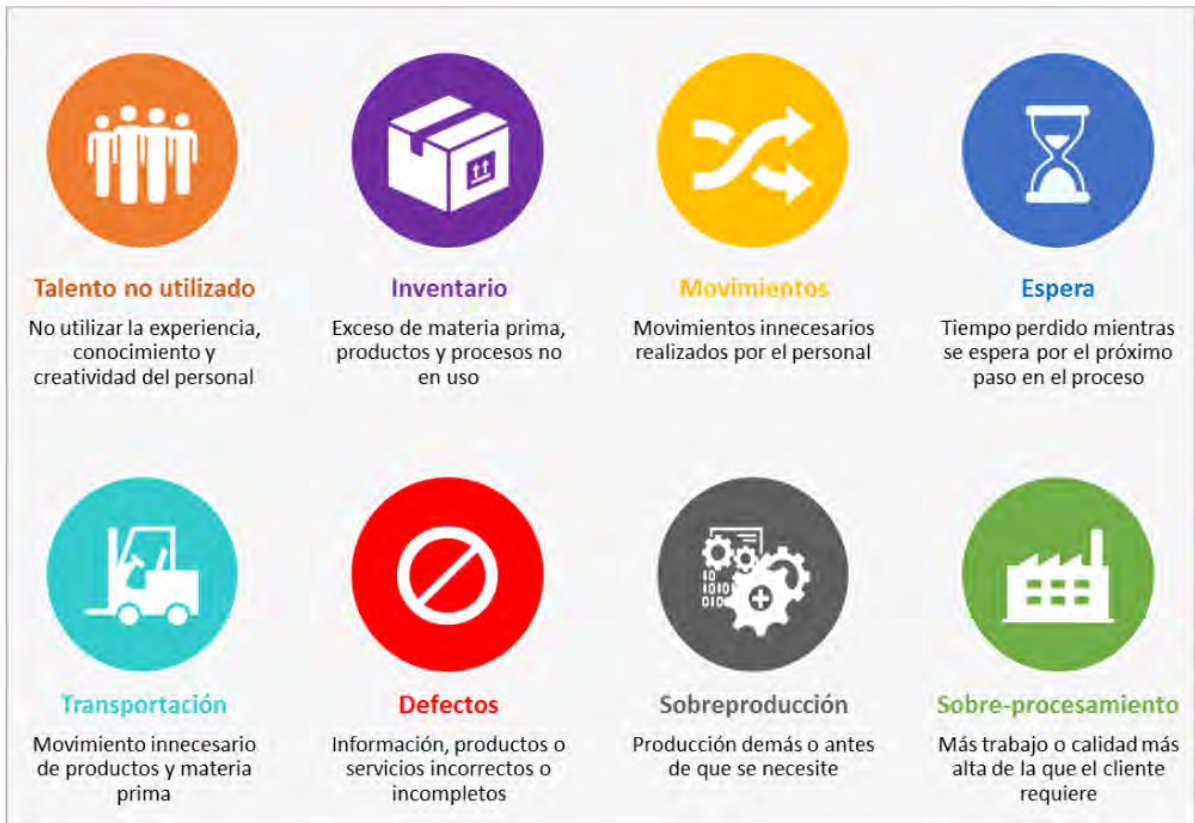 Talento no utilizado
No utilizar la experiencia,
conocimiento y
creatividad del personal
Inventario
Exceso de materia prima,
productos y procesos no
en uso
Movimientos
Movimientos innecesarios
realizados por el personal
Espera
Tiempo perdido mientras
se espera por el próximo
paso en el proceso
Transportación
Movimiento innecesario
de productos y materia
prima
Defectos
Información, productos o
servicios incorrectos o
incompletos
10
1010
010
Sobreproducción
Producción demás o antes
de que se necesite
Sobre-procesamiento
Más trabajo o calidad más
alta de la que el cliente
requiere